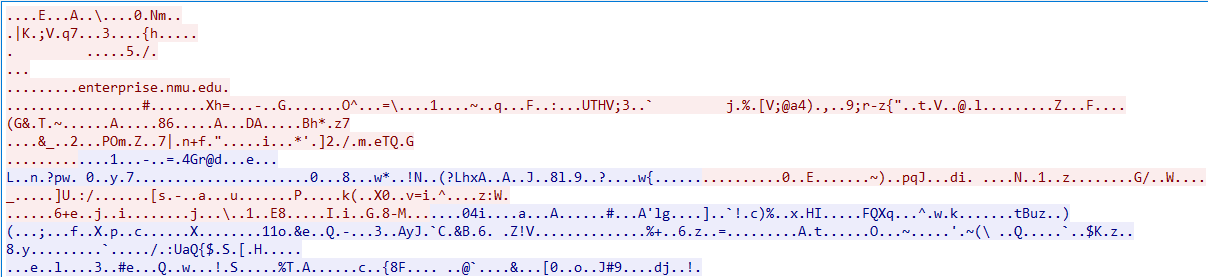 ....E...A..\....0.Nm..
.|K.;V.q7...3....{h.....
.        .....5./.
...
.........enterprise.nmu.edu.
.................#.......Xh=...-..G.......O^..,=\....1....~..q...F..:...UTHV;3..`         j.%.[V;@a4).,..9;r-z{"..t.V..@.l.........Z...F....
(G&.T.~......A.....86.....A...DA.....Bh*.z7
....&_..2...POm.Z..7|.n+f.".....i...*'.]2./.m.eTQ.G
.............1...-..=.4Gr@d...e...
L..n.?pw. 0..y.7......................0...8...w*..!N..(?LhxA..A..J..8l.9..?....w{................0..E.......~)..pqJ...di......N..1..z........G/..W....
_.....]U.:/.......[s.-..a...u.......P.....k(..X0..v=i.^....z:W.
......6+e..j..i........j...\..1..E8.....I.i..G.8-M.......04i....a...A......#...A'lg....]..`!.c)%..x.HI.....FQXq...^.w.k.......tBuz..)
(...;...f..X.p..c......X........11o.&e..Q.-...3..AyJ.`C.&B.6. .Z!V..............%+..6.z..=.........A.t......O...~.....'.~(\ ..Q.....`..$K.z..
8.y.........`...../.:UaQ{$.S.[.H.....
...e..l....3..#e...Q..w...!.S.....%T.A......c..{8F.... ..@`....&...[0..o..J#9....dj..!.